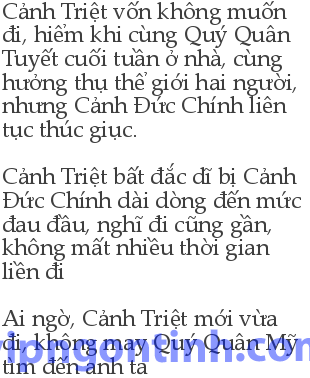 Cảnh Triệt vốn không muốn
đi, hiểm khi cùng Quý Quân
Tuyết cuối tuần ở nhà, cùng
hưởng thụ thể giới hai người,
nhưng Cảnh Đức Chính liên
tục thúc giục.
Cảnh Triệt bất đắc dĩ bị Cảnh
Đức Chính dài dòng đến mức
đau đầu, nghĩ đi cũng gần,
không mất nhiều thời gian
liền đi
Ai ngờ, Cảnh Triệt mới vừa
đi, không may Quý Quân Mỹ
tìm đến anh ta
vipngontinh.com